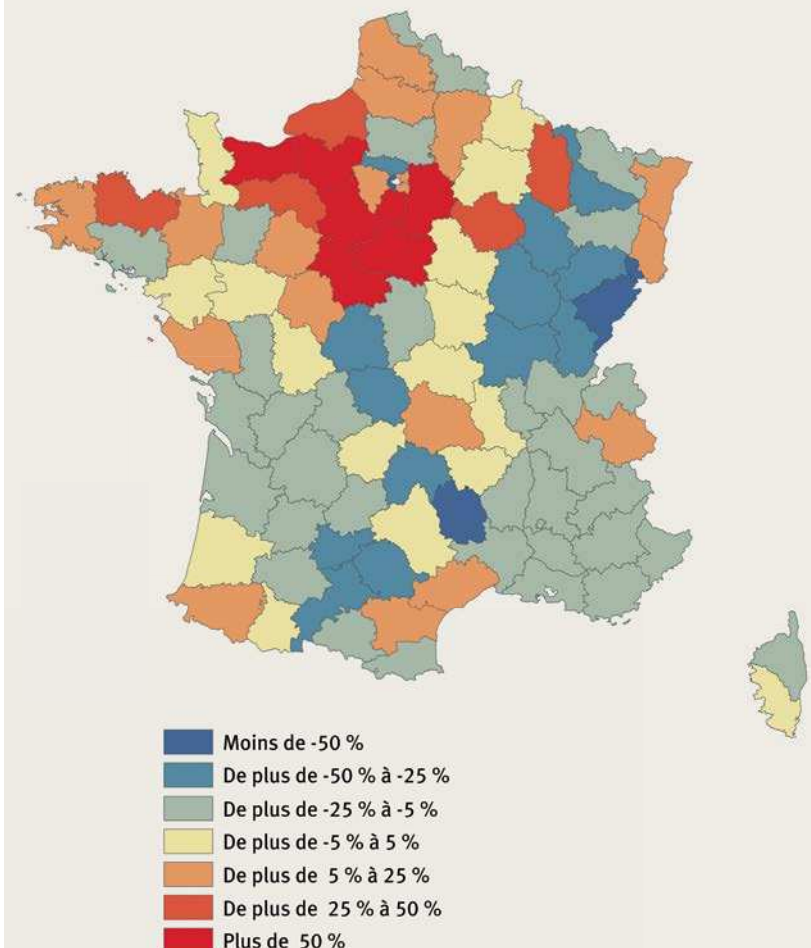 Moins de -50 %
De plus de -50 % à -25 %
De plus de -25 % à -5 %
De plus de -5 % à 5 %
De plus de 5 % à 25 %
De plus de 25 % à 50 %
Plus de 50 %